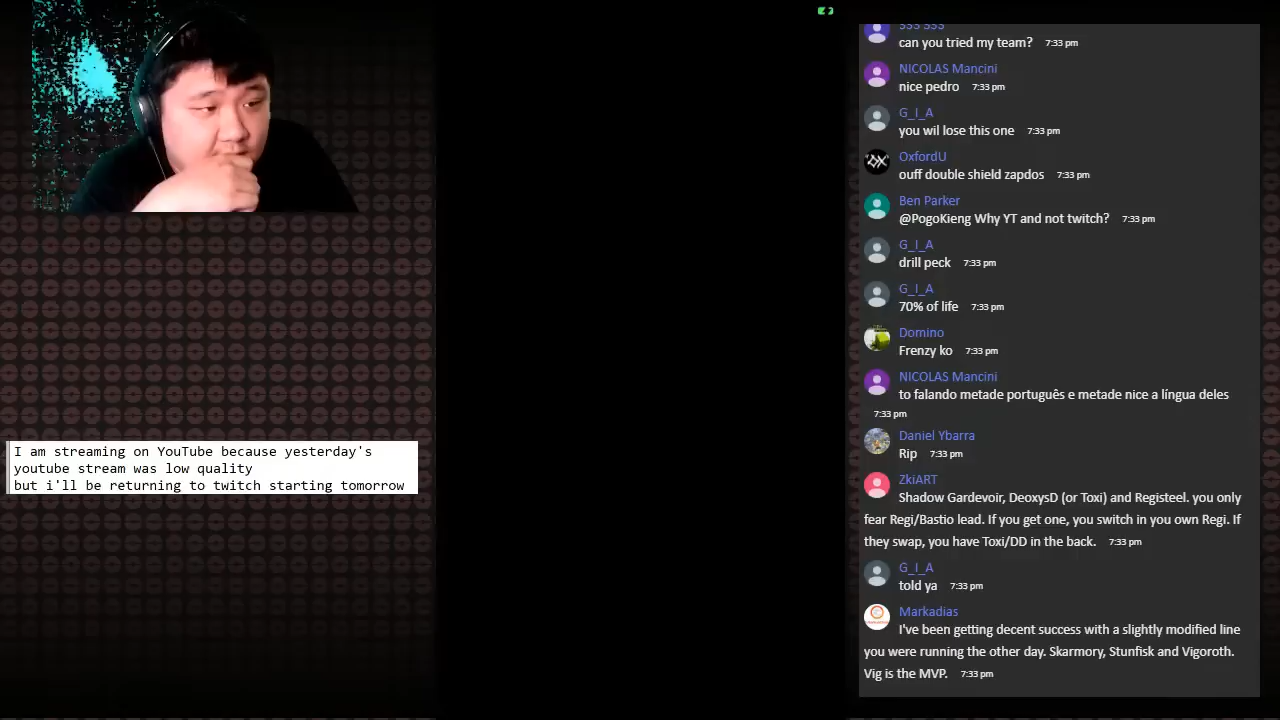 can you tried my team? 7:33 pm
NICOLAS Mancini
nice pedro 7:33 pm
G_I_A
you wil lose this one 7:33 pm
OxfordU
ouff double shield zapdos 7:33 pm
Ben Parker
@PogoKieng Why YT and not twitch? 7:33 pm
G_I_A
drill peck 7:33 pm
G_I_A
70% of life 7:33 pm
Domino
Frenzy ko 7:33 pm
NICOLAS Mancini
to falando metade português e metade nice a língua deles
7:33 pm
Daniel Ybarra
Rip 7:33 pm
ZkiART
Shadow Gardevoir, DeoxysD (or Toxi) and Registeel. you only
fear Regi/Bastio lead. If you get one, you switch in you own Regi. If
they swap, you have Toxi/DD in the back. 7:33 pm
G_I_A
told ya 7:33 pm
Markadias
I've been getting decent success with a slightly modified line
you were running the other day. Skarmory, Stunfisk and Vigoroth.
Vig is the MVP. 7:33 pm
I am streaming on YouTube because yesterday's
youtube stream was low quality
but i'll be returning to twitch starting tomorrow